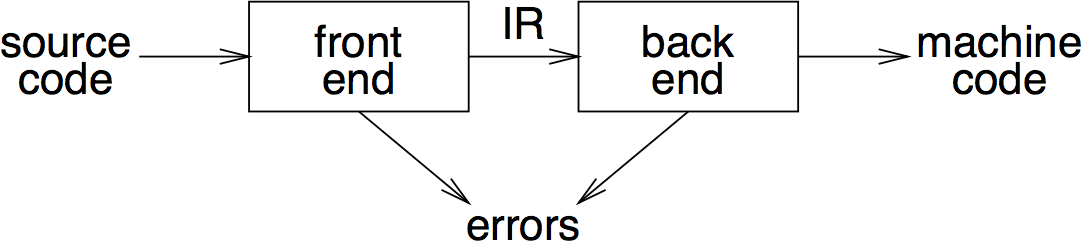 source
code
front
end
IR
back
end
machine
code
errors